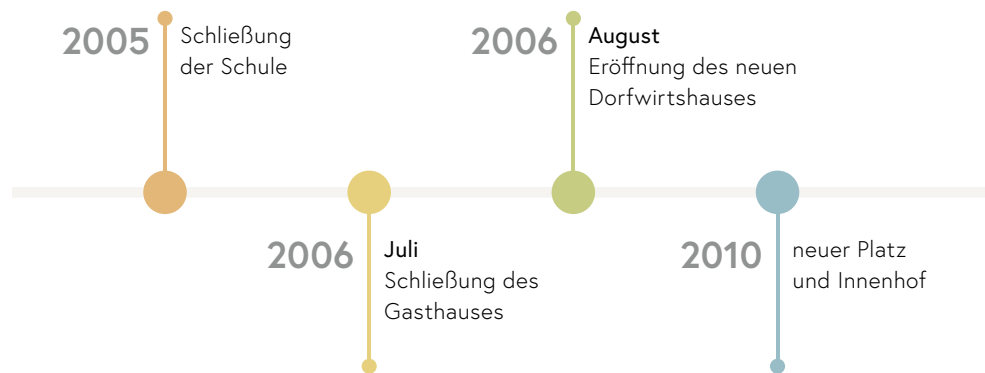 2005
Schließung
der Schule
2006
Juli
Schließung des
Gasthauses
2006
August
Eröffnung des neuen
Dorfwirtshauses
2010
neuer Platz
und Innenhof